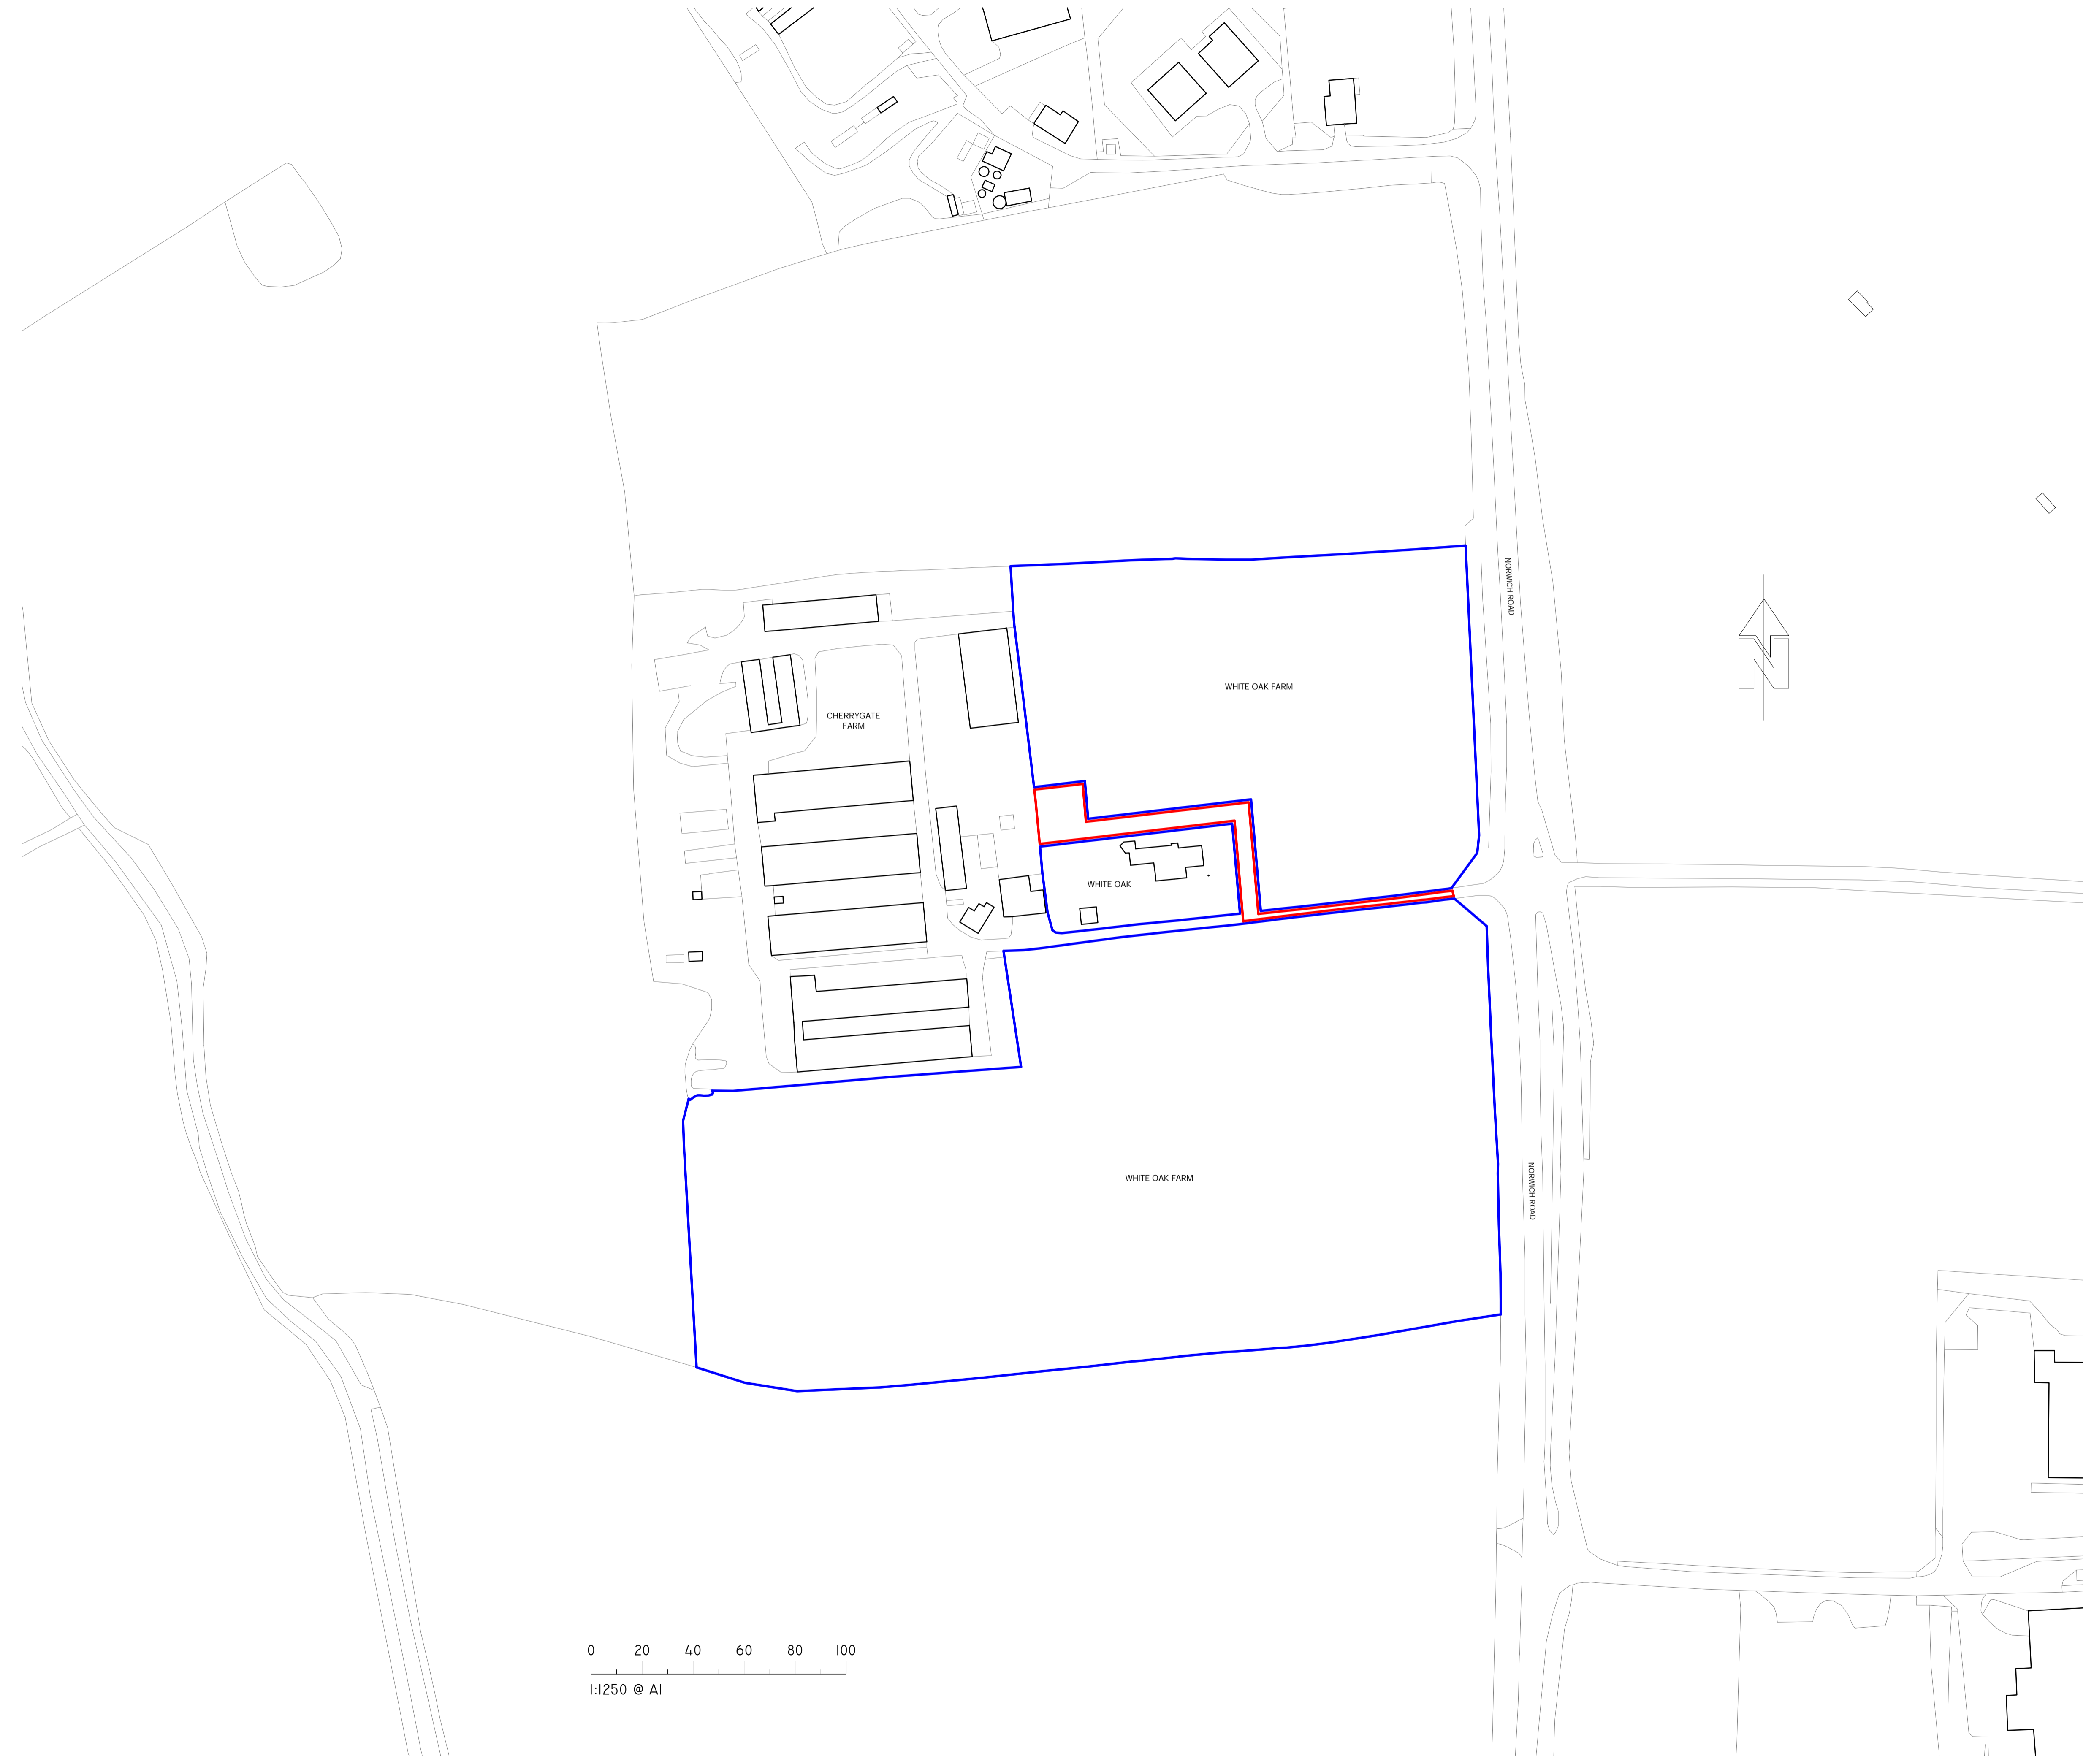 NORWICH ROAD
WHITE OAK FARM
CHERRYGATE
FARM
WHITE OAK
WHITE OAK FARM
NORWICH ROAD
N
0 20 40 60 80 100
1:1250 @ A1